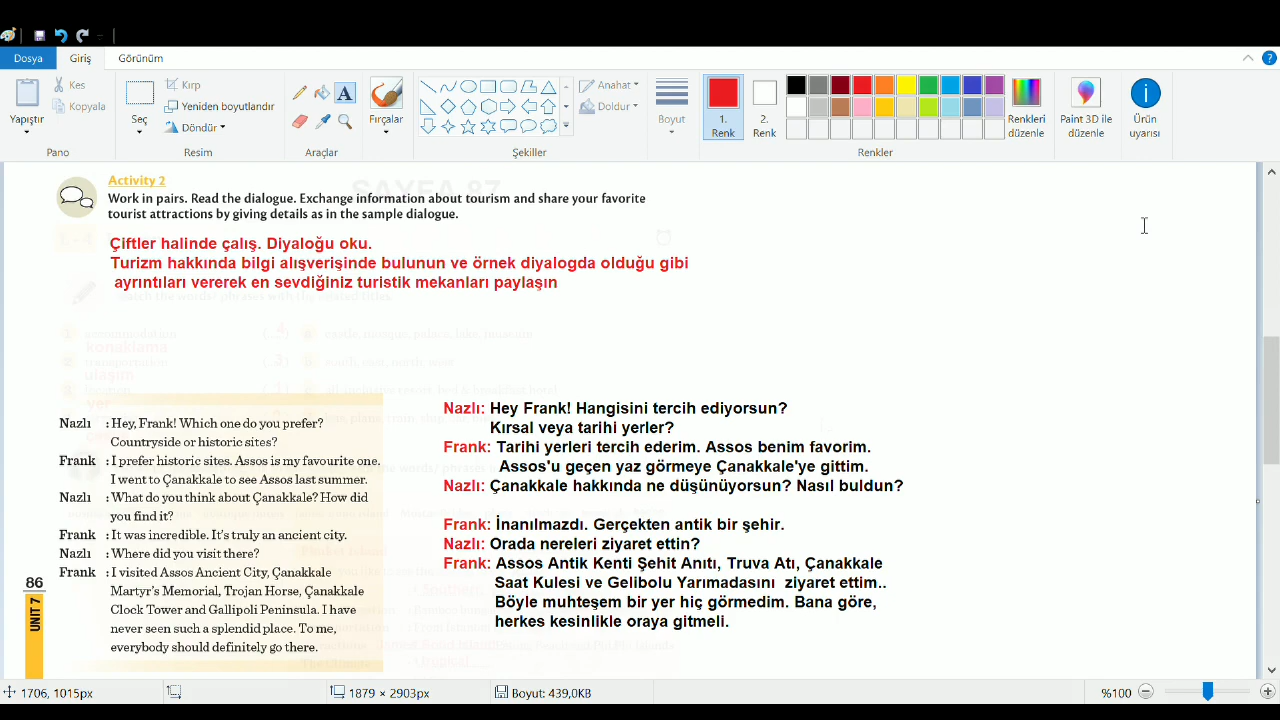 Dosya Giriş Görünüm
Yapıştır
Kes
Kopyala
Pano
Seç
Kırp
Yeniden boyutlandır
Döndür
Resim
A
Araçlar
Fırçalar
Şekiller
Anahat
Doldur
Boyut
1. Renk
2. Renk
Renkleri düzenle
Renkler
Paint 3D ile düzenle
Ürün uyarısı
SAYFA 87
Activity 2
Work in pairs. Read the dialogue. Exchange information about tourism and share your favorite
tourist attractions by giving details as in the sample dialogue.
Çiftler halinde çalış. Diyaloğu oku.
Turizm hakkında bilgi alışverişinde bulunun ve örnek diyalogda olduğu gibi
ayrıntıları vererek en sevdiğiniz turistik mekanları paylaşın
konaklama
ulaşım
Nazlı : Hey, Frank! Which one do you prefer?
Countryside or historic sites?
Frank : I prefer historic sites. Assos is my favourite one.
I went to Çanakkale to see Assos last summer.
Nazlı : What do you think about Çanakkale? How did
you find it?
Frank : It was incredible. It's truly an ancient city.
Nazlı : Where did you visit there?
Frank : I visited Assos Ancient City, Çanakkale
Martyr's Memorial, Trojan Horse, Çanakkale
Clock Tower and Gallipoli Peninsula. I have
never seen such a splendid place. To me,
everybody should definitely go there.
Nazlı: Hey Frank! Hangisini tercih ediyorsun?
Kırsal veya tarihi yerler?
Frank: Tarihi yerleri tercih ederim. Assos benim favorim.
Assos'u geçen yaz görmeye Çanakkale'ye gittim.
Nazlı: Çanakkale hakkında ne düşünüyorsun? Nasıl buldun?
Frank: İnanılmazdı. Gerçekten antik bir şehir.
Nazlı: Orada nereleri ziyaret ettin?
Frank: Assos Antik Kenti Şehit Anıtı, Truva Atı, Çanakkale
Saat Kulesi ve Gelibolu Yarımadasını ziyaret ettim..
Böyle muhteşem bir yer hiç görmedim. Bana göre,
herkes kesinlikle oraya gitmeli.
86
UNIT 7
1706, 1015px
1879 × 2903px
Boyut: 439,0KB
%100